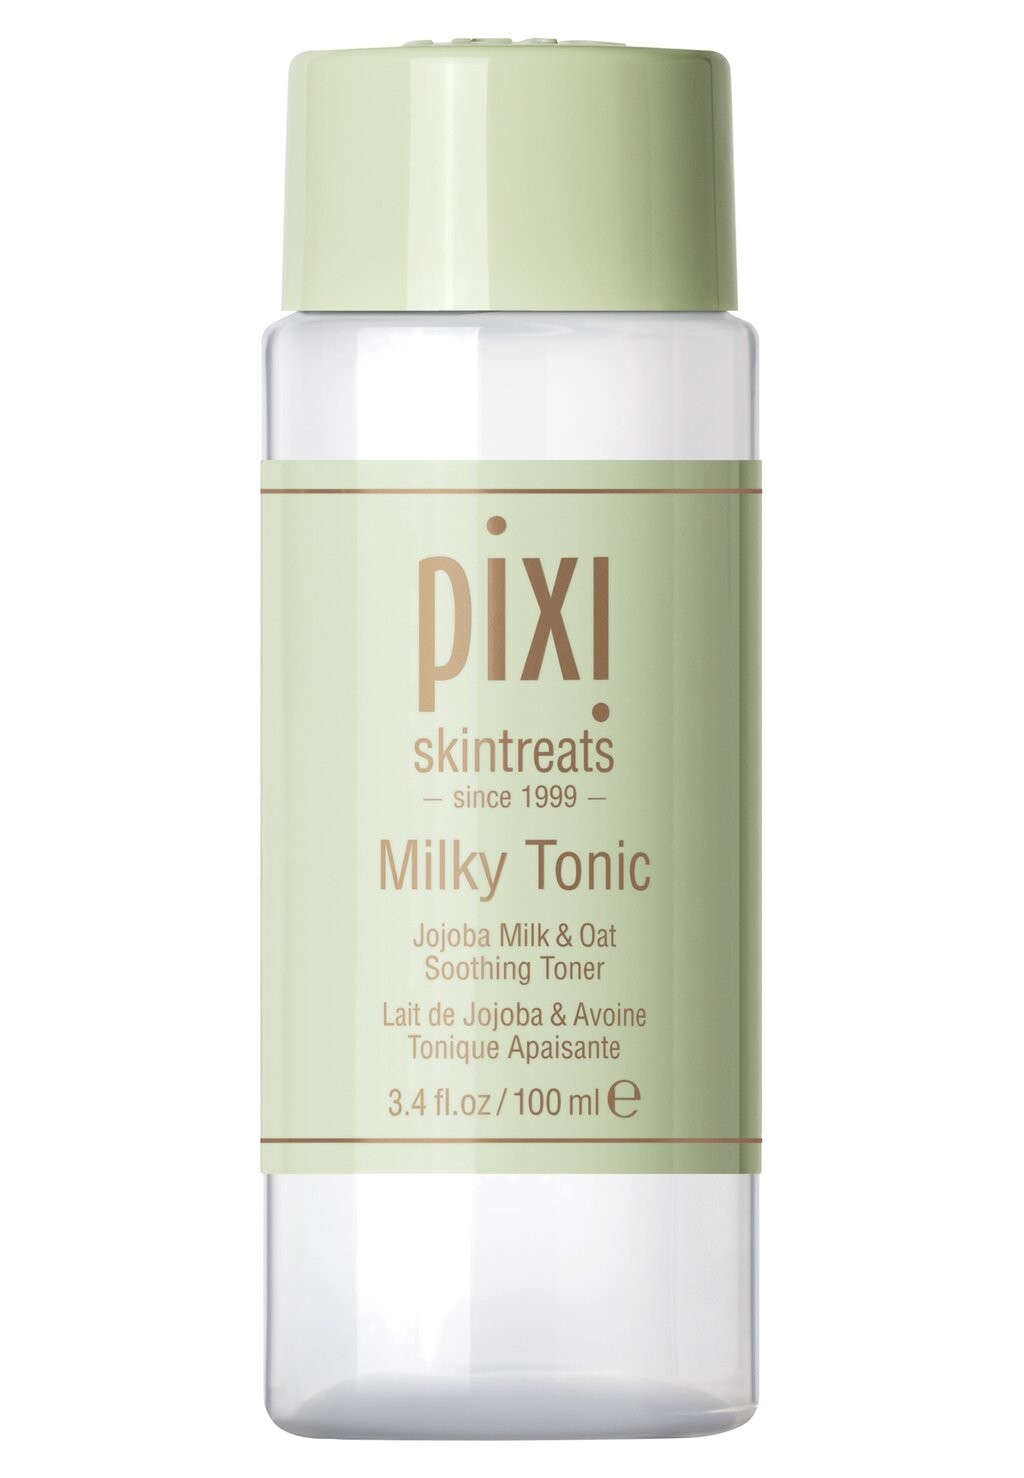 pixi
skintreats
– since 1999 –
Milky Tonic
Jojoba Milk & Oat
Soothing Toner
Lait de Jojoba & Avoine
Tonique Apaisante
3.4 fl.oz / 100 ml ℮